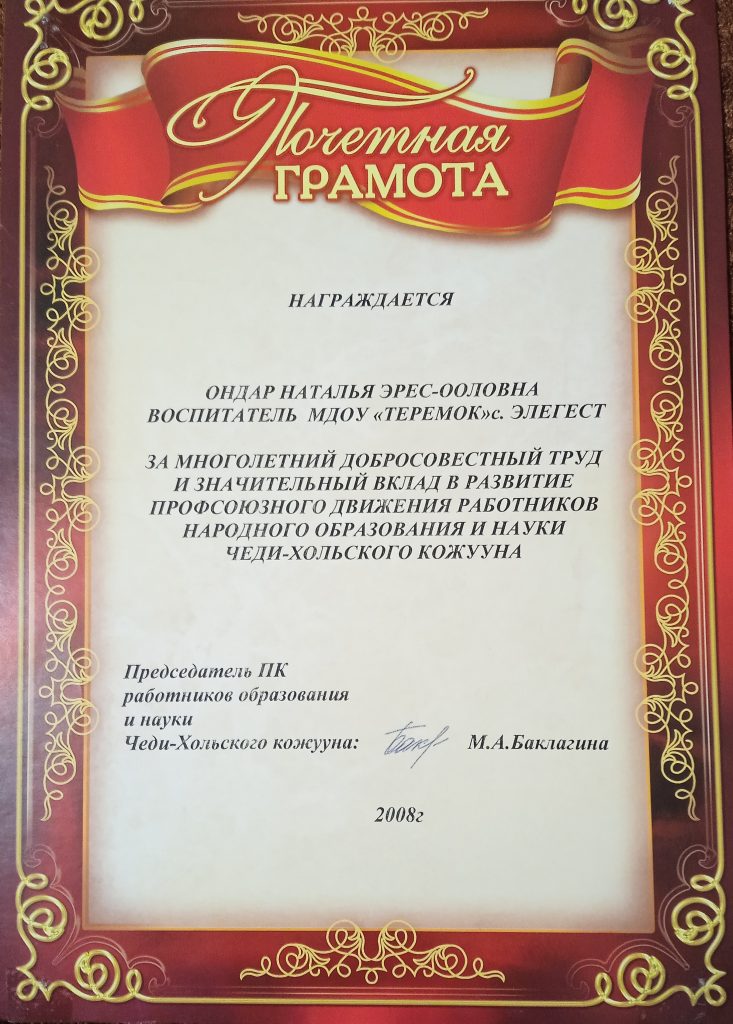 Почетная
ГРАМОТА
НАГРАЖДАЕТСЯ
ОНДАР НАТАЛЬЯ ЭРЕС-ООЛОВНА
ВОСПИТАТЕЛЬ МДОУ «ТЕРЕМОК»с. ЭЛЕГЕСТ
ЗА МНОГОЛЕТНИЙ ДОБРОСОВЕСТНЫЙ ТРУД
И ЗНАЧИТЕЛЬНЫЙ ВКЛАД В РАЗВИТИЕ
ПРОФСОЮЗНОГО ДВИЖЕНИЯ РАБОТНИКОВ
НАРОДНОГО ОБРАЗОВАНИЯ И НАУКИ
ЧЕДИ-ХОЛЬСКОГО КОЖУУНА
Председатель ПК
работников образования
и науки
Чеди-Хольского кожууна: М.А.Баклагина
2008г